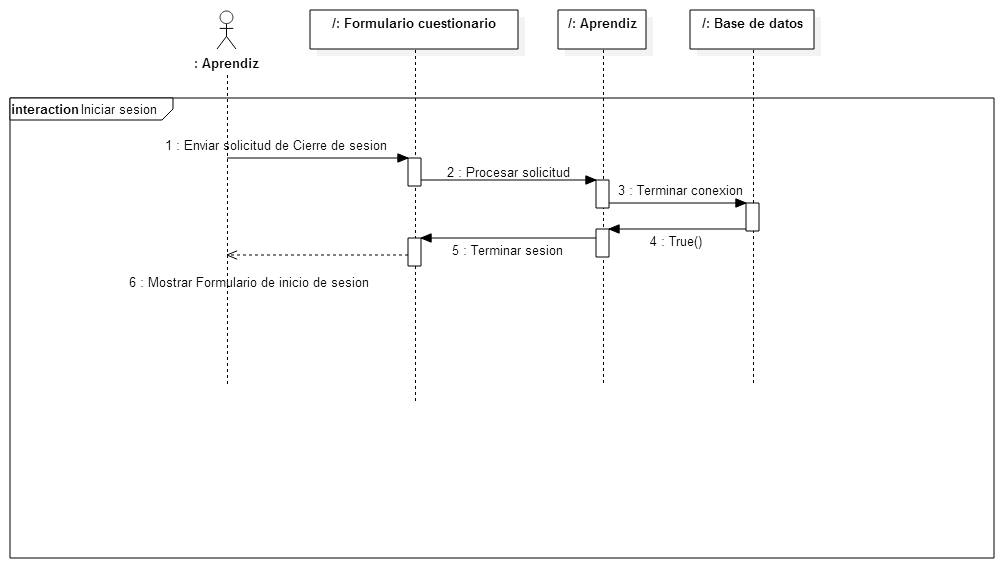 /: Formulario cuestionario
/: Aprendiz
/: Base de datos
: Aprendiz
interaction Iniciar sesion
1 : Enviar solicitud de Cierre de sesion
2 : Procesar solicitud
3 : Terminar conexion
4 : True()
5 : Terminar sesion
6 : Mostrar Formulario de inicio de sesion